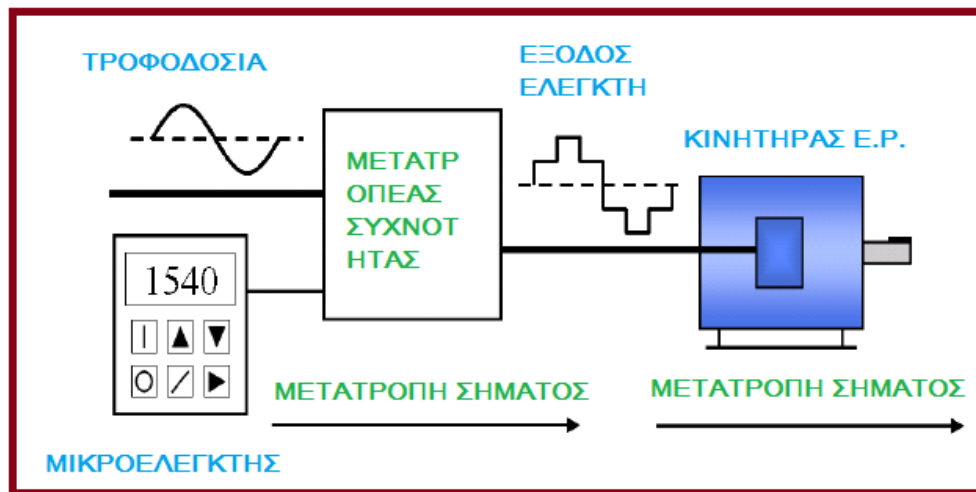 ΤΡΟΦΟΔΟΣΙΑ
ΕΞΟΔΟΣ
ΕΛΕΓΚΤΗ
ΚΙΝΗΤΗΡΑΣ Ε.Ρ.
ΜΕΤΑΤΡ
ΟΠΕΑΣ
ΣΥΧΝΟΤ
ΗΤΑΣ
1540
ΜΕΤΑΤΡΟΠΗ ΣΗΜΑΤΟΣ
ΜΕΤΑΤΡΟΠΗ ΣΗΜΑΤΟΣ
ΜΙΚΡΟΕΛΕΓΚΤΗΣ